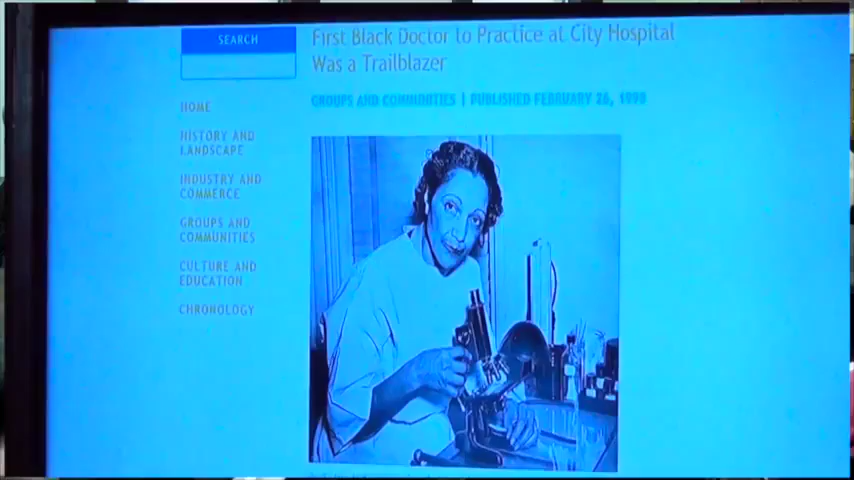 SEARCH
First Black Doctor to Practice at City Hospital
Was a Trailblazer
GROUPS AND COMMUNITIES | PUBLISHED FEBRUARY 26, 1998
HOME
HISTORY AND
LANDSCAPE
INDUSTRY AND
COMMERCE
GROUPS AND
COMMUNITIES
CULTURE AND
EDUCATION
CHRONOLOGY